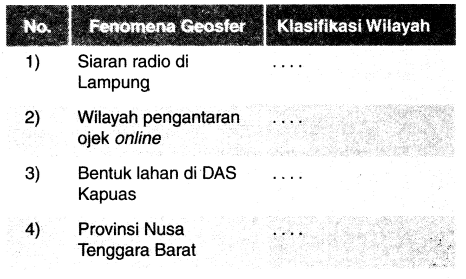 No. Fenomena Geosfer Klasifikasi Wilayah
1) Siaran radio di ....
Lampung
2) Wilayah pengantaran ....
ojek online
3) Bentuk lahan di DAS ....
Kapuas
4) Provinsi Nusa ....
Tenggara Barat